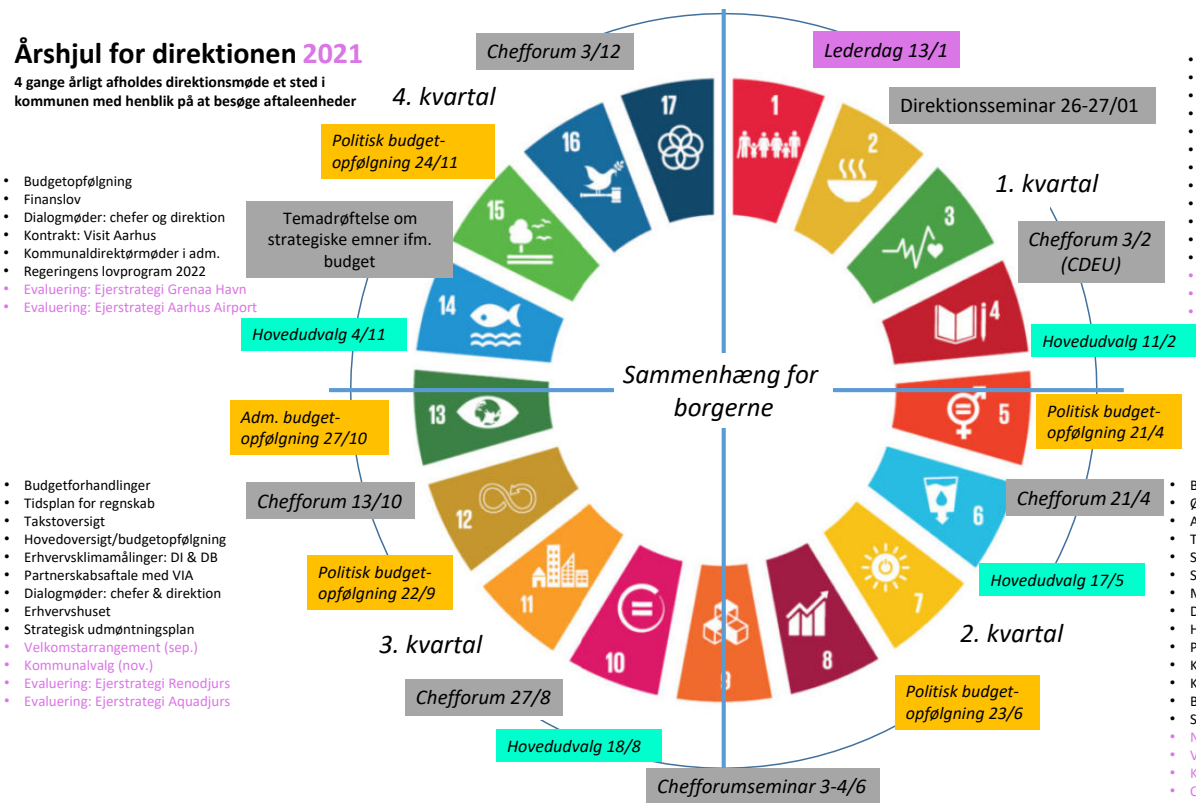 Årshjul for direktionen 2021
4 gange årligt afholdes direktionsmøde et sted i
kommunen med henblik på at besøge aftaleenheder
Chefforum 3/12
Lederdag 13/1
4. kvartal
Direktionsseminar 26-27/01
Politisk budget-
opfølgning 24/11
1. kvartal
• Budgetopfølgning
• Finanslov
• Dialogmøder: chefer og direktion
• Kontrakt: Visit Aarhus
• Kommunaldirektørmøder i adm.
• Regeringens lovprogram 2022
• Evaluering: Ejerstrategi Grenaa Havn
• Evaluering: Ejerstrategi Aarhus Airport
Temadrøftelse om
strategiske emner ifm.
budget
Chefforum 3/2
(CDEU)
Hovedudvalg 4/11
Hovedudvalg 11/2
Sammenhæng for
borgerne
Adm. budget-
opfølgning 27/10
Politisk budget-
opfølgning 21/4
• Budgetforhandlinger
• Tidsplan for regnskab
• Takstoversigt
• Hovedoversigt/budgetopfølgning
• Erhvervsklimamålinger: DI & DB
• Partnerskabsaftale med VIA
• Dialogmøder: chefer & direktion
• Erhvervshuset
• Strategisk udmøntningsplan
• Velkomstarrangement (sep.)
• Kommunalvalg (nov.)
• Evaluering: Ejerstrategi Renodjurs
• Evaluering: Ejerstrategi Aquadjurs
Chefforum 13/10
Chefforum 21/4
Politisk budget-
opfølgning 22/9
Hovedudvalg 17/5
3. kvartal
2. kvartal
Chefforum 27/8
Politisk budget-
opfølgning 23/6
Hovedudvalg 18/8
Chefforumseminar 3-4/6
1
2
3
4
5
6
7
8
9
10
11
12
13
14
15
16
17